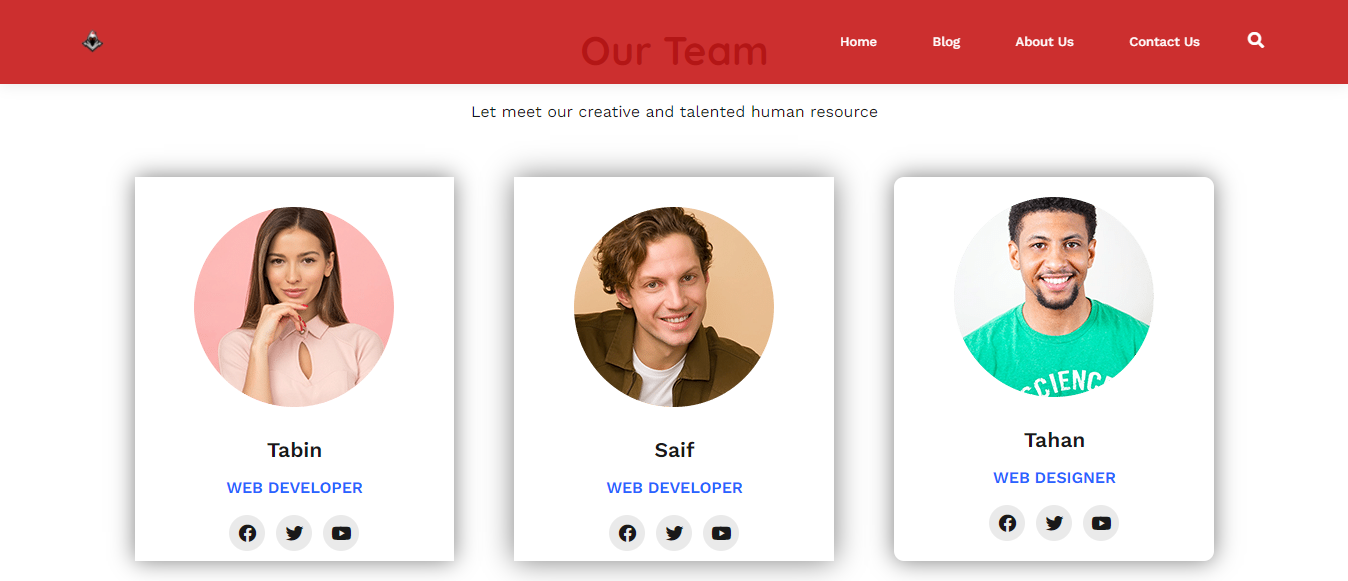 Our Team
Home Blog About Us Contact Us
Let meet our creative and talented human resource
Tabin
WEB DEVELOPER
Saif
WEB DEVELOPER
Tahan
WEB DESIGNER